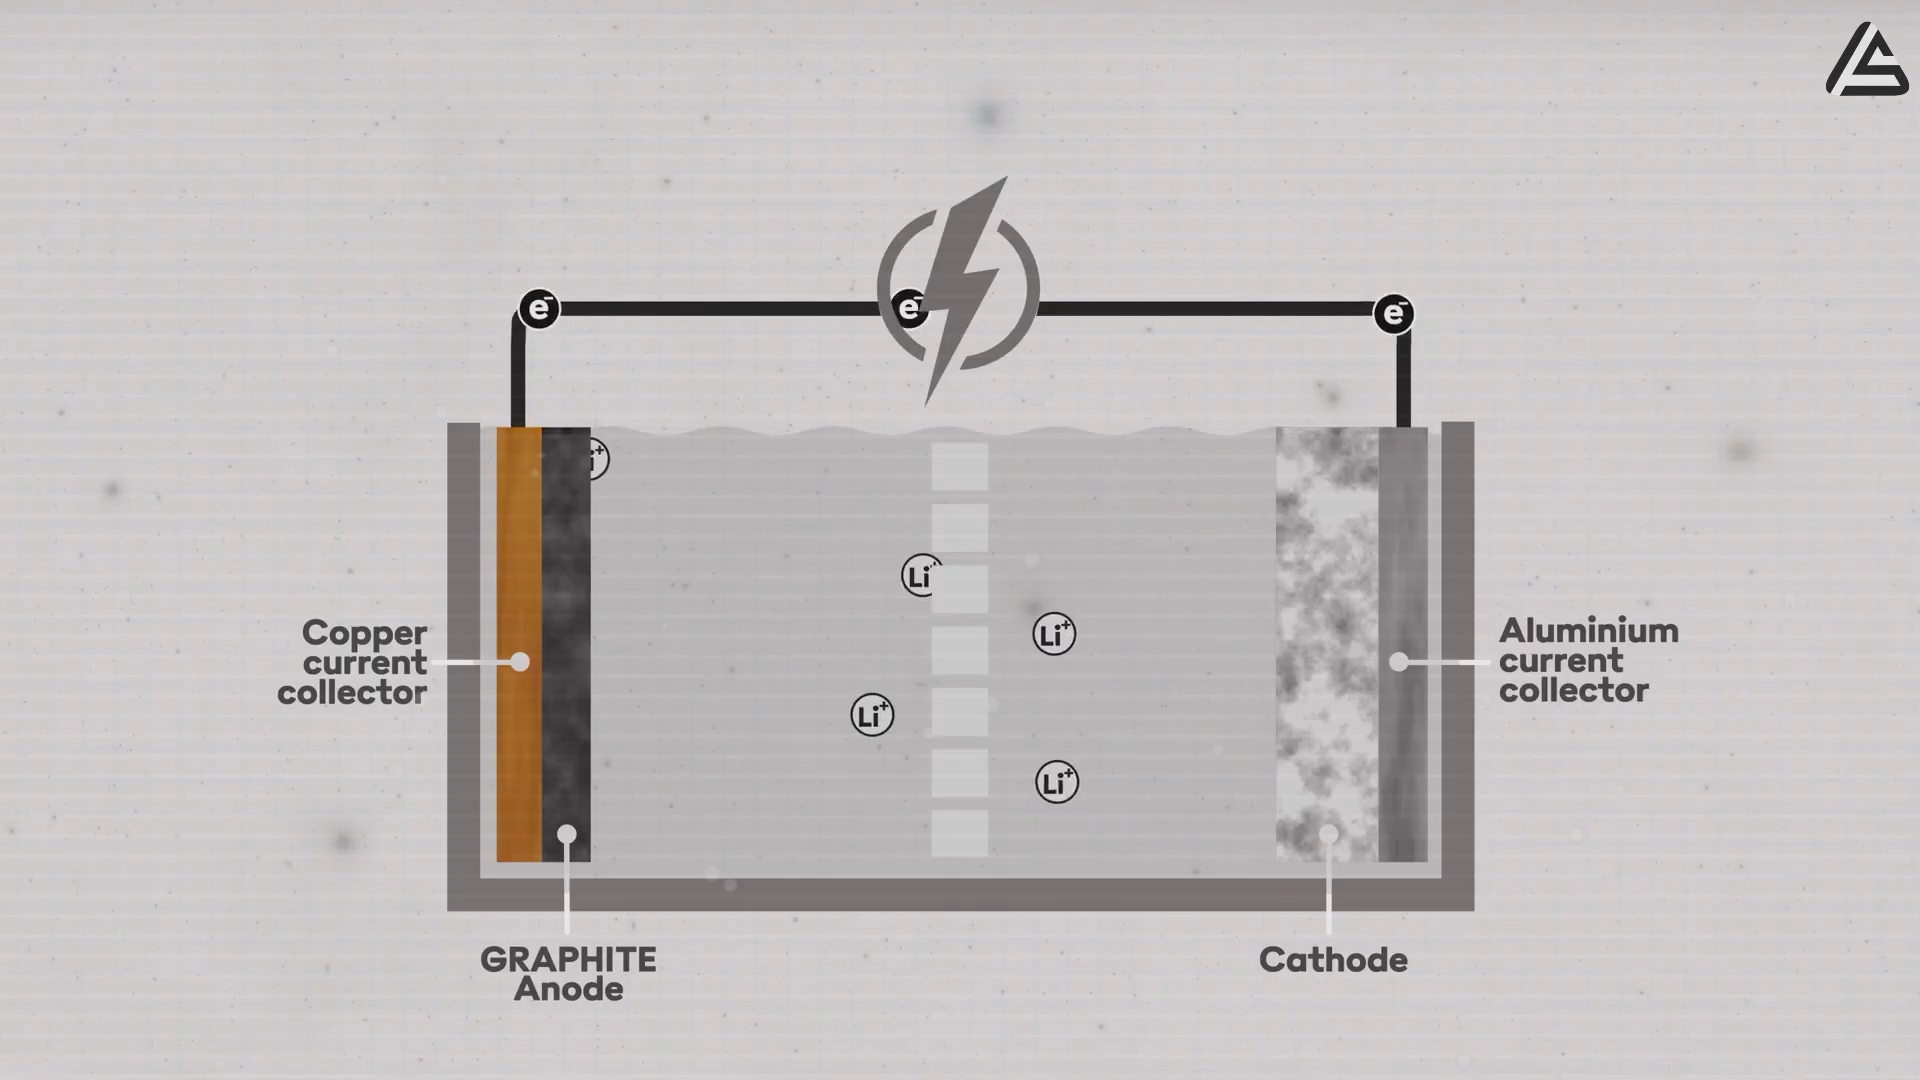 e⁻
e⁻
e⁻
i⁺
Li⁺
Li⁺
Li⁺
Li⁺
Copper
current
collector
Aluminium
current
collector
GRAPHITE
Anode
Cathode